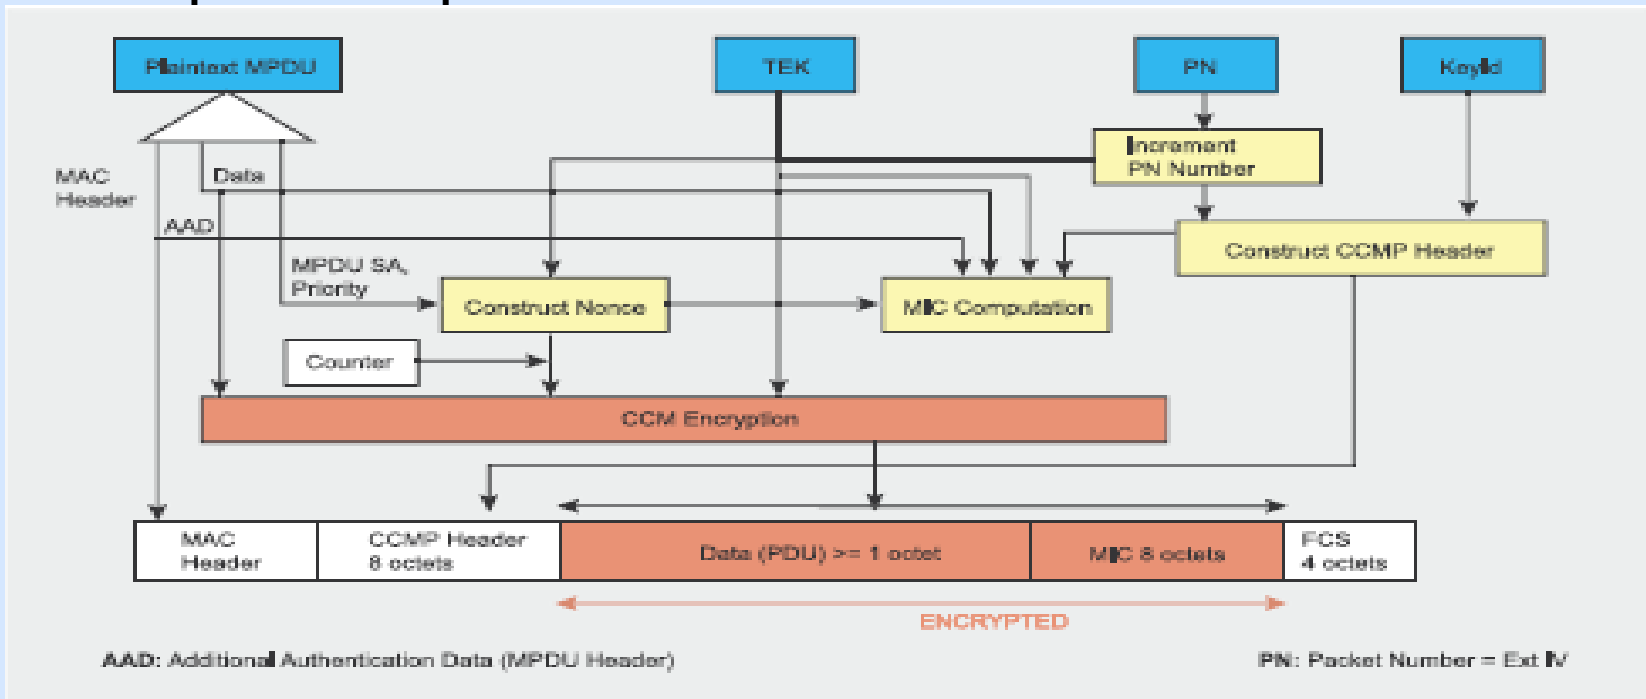 Plaintext MPDU
TEK
PN
KeyId
Increment
PN Number
MAC
Header
Data
AAD
Construct CCMP Header
MPDU SA,
Priority
Construct Nonce
MIC Computation
Counter
CCM Encryption
MAC
Header
CCMP Header
8 octets
Data (PDU) >= 1 octet
MIC 8 octets
FCS
4 octets
ENCRYPTED
AAD: Additional Authentication Data (MPDU Header)
PN: Packet Number = Ext IV